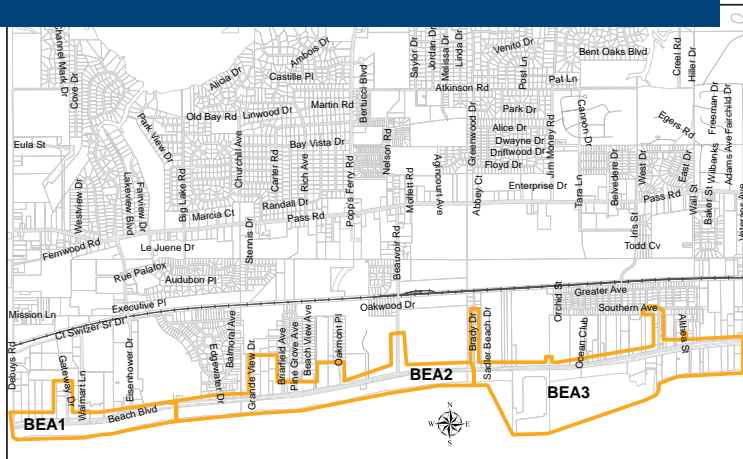 Channel Mark Dr
Cove Dr
Alicia Dr
Ambois Dr
Castille Pl
Bertucci Blvd
Saylor Dr
Jordan Dr
Melissa Dr
Linda Dr
Venito Dr
Post Ln
Bent Oaks Blvd
Creel Rd
Hiller Dr
Atkinson Rd
Pat Ln
Old Bay Rd
Linwood Dr
Martin Rd
Park View Dr
Churchill Ave
Bay Vista Dr
Nelson Rd
Greenwood Dr
Park Dr
Alice Dr
Dwayne Dr
Driftwood Dr
Floyd Dr
Jim Money Rd
Cannon Dr
Egers Rd
Freeman Dr
Fairchild Dr
Eula St
Westview Dr
Lakeview Blvd
Fairview Dr
Big Lake Rd
Carter Rd
Rich Ave
Popp's Ferry Rd
Moffett Rd
Agincourt Ave
Abbey Ct
Enterprise Dr
Tara Ln
Belvedere Dr
West Dr
East Dr
Pass Rd
Wall St
Baker St
Wilbanks
Adams Ave
Veterans Ave
Randall Dr
Marcia Ct
Pass Rd
Fernwood Rd
Le Juene Dr
Stennis Dr
Beauvoir Rd
Iris St
Todd Cv
Rue Palafox
Audubon Pl
Mission Ln
Executive Pl
Ct Switzer Sr Dr
Oakwood Dr
Orchid St
Greater Ave
Southern Ave
Debuys Rd
Gateway Dr
Walmart Ln
Eisenhower Dr
Edgewater Dr
Balmoral Ave
Grande View Dr
Briarfield Ave
Pine Grove Ave
Beach View Ave
Oakmont Pl
Brady Dr
Sadler Beach Dr
Ocean Club
Althea St
Beach Blvd
BEA1
BEA2
BEA3
N
W
E
S